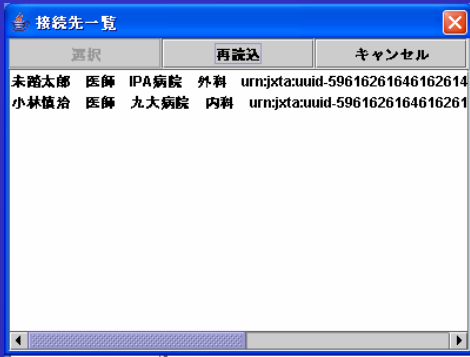 接続先一覧
選択 再読込 キャンセル
未踏太郎 医師 IPA病院 外科 urn:jxta:uuid-59616261646162614
小林慎治 医師 九大病院 内科 urn:jxta:uuid-5961626164616261